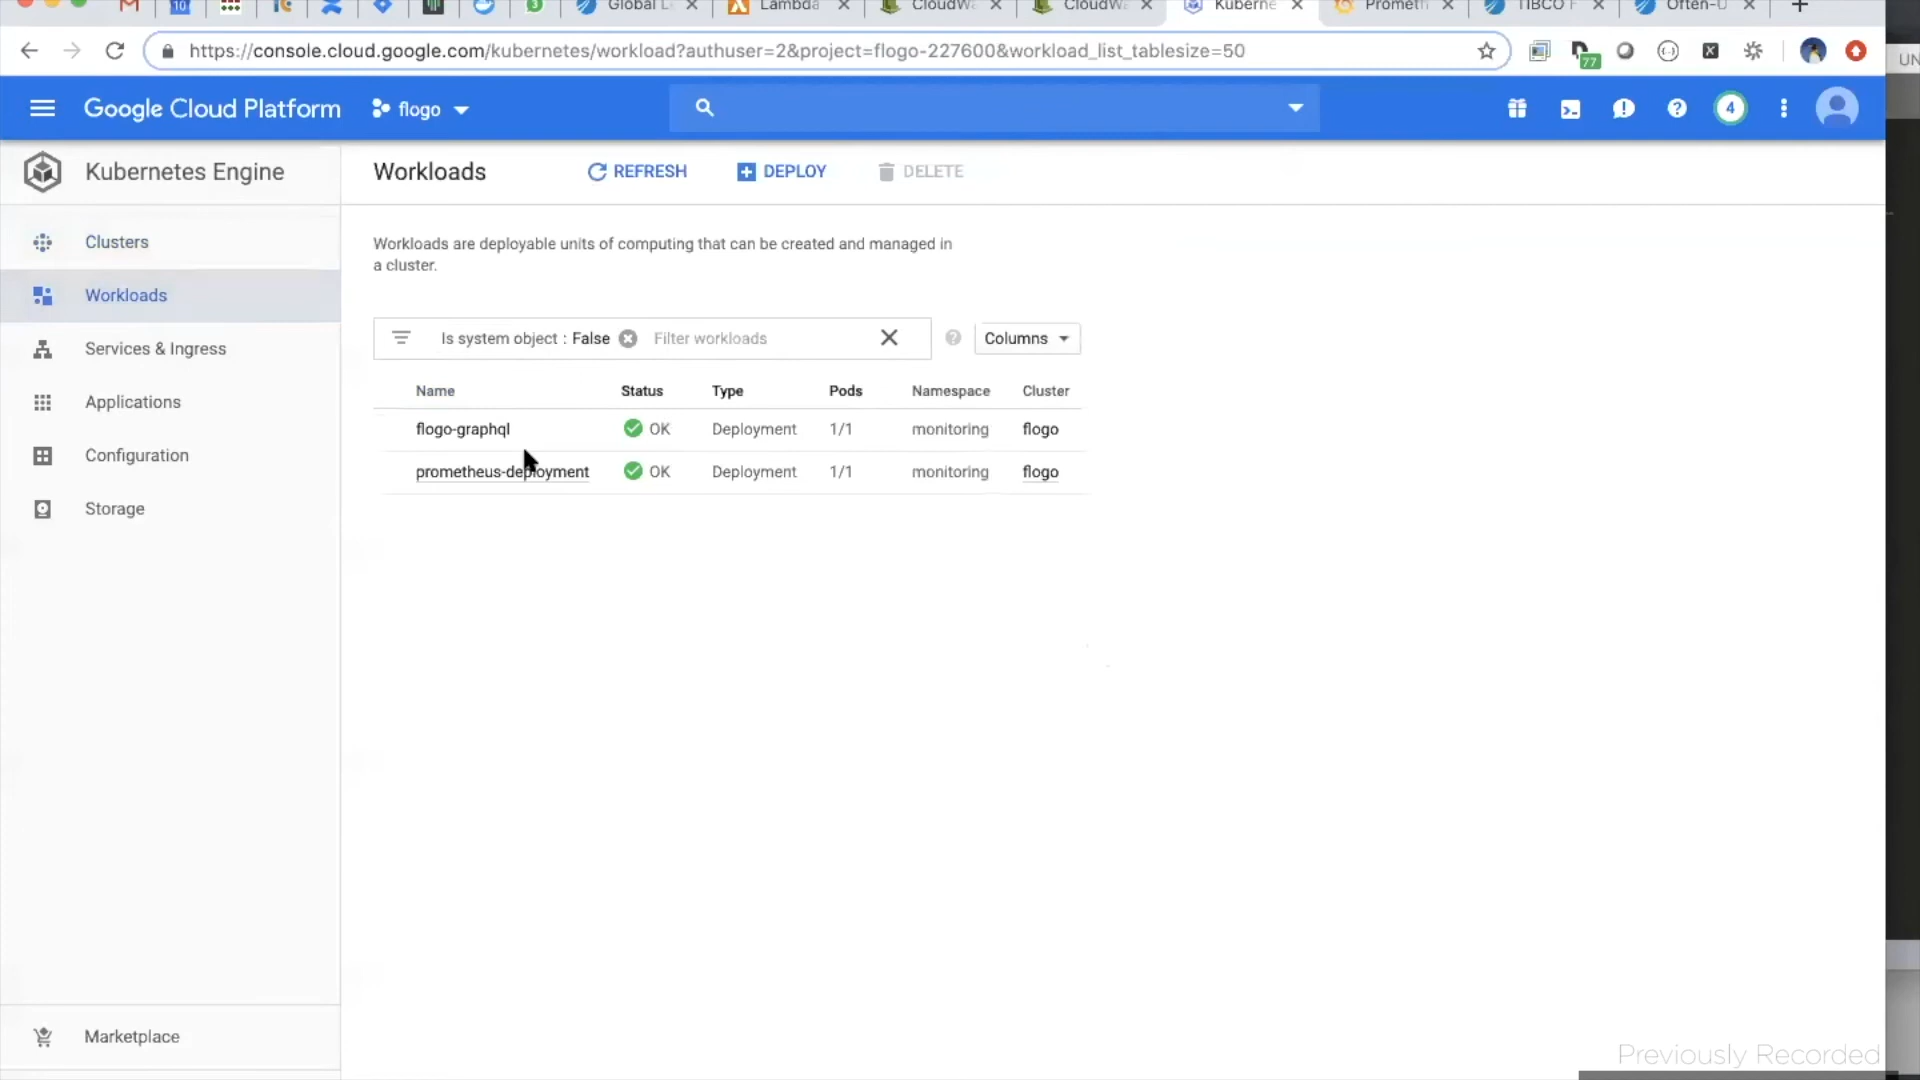 Global L
Lambda
CloudWa
CloudWa
Kuberne
Prometh
TIBCO F
Often-U
https://console.cloud.google.com/kubernetes/workload?authuser=2&project=flogo-227600&workload_list_tablesize=50
77
UN
Google Cloud Platform
flogo
4
Kubernetes Engine
Workloads
REFRESH
DEPLOY
DELETE
Clusters
Workloads
Services & Ingress
Applications
Configuration
Storage
Marketplace
Workloads are deployable units of computing that can be created and managed in
a cluster.
Is system object : False Filter workloads
Columns
Name Status Type Pods Namespace Cluster
flogo-graphql OK Deployment 1/1 monitoring flogo
prometheus-deployment OK Deployment 1/1 monitoring flogo
Previously Recorded